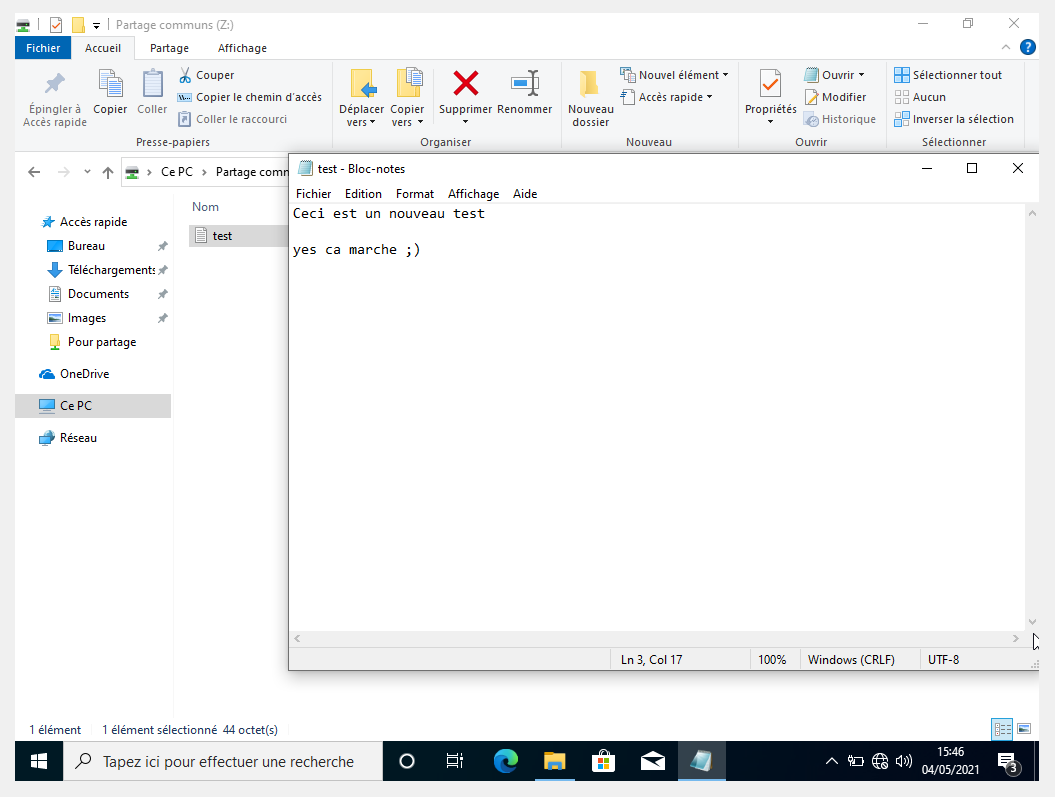 Partage communs (Z:)
Fichier Accueil Partage Affichage
Épingler à
Accès rapide
Copier
Coller
Couper
Copier le chemin d'accès
Coller le raccourci
Presse-papiers
Déplacer
vers
Copier
vers
Supprimer
Renommer
Organiser
Nouveau
dossier
Nouvel élément
Accès rapide
Nouveau
Propriétés
Ouvrir
Modifier
Historique
Ouvrir
Sélectionner tout
Aucun
Inverser la sélection
Sélectionner
Ce PC > Partage comm
Nom
test
Accès rapide
Bureau
Téléchargements
Documents
Images
Pour partage
OneDrive
Ce PC
Réseau
test - Bloc-notes
Fichier Edition Format Affichage Aide
Ceci est un nouveau test
yes ca marche ;)
Ln 3, Col 17 100% Windows (CRLF) UTF-8
1 élément 1 élément sélectionné 44 octet(s)
Tapez ici pour effectuer une recherche
15:46
04/05/2021
3